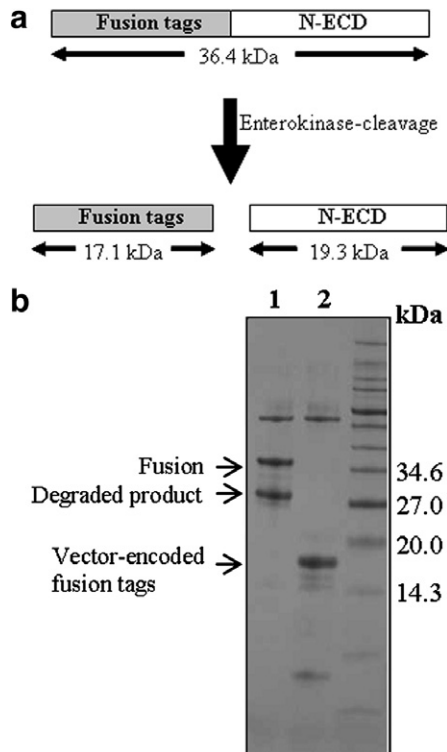 a
Fusion tags N-ECD
36.4 kDa
Enterokinase-cleavage
Fusion tags N-ECD
17.1 kDa 19.3 kDa
b
1 2 kDa
Fusion
34.6
Degraded product
27.0
20.0
Vector-encoded
fusion tags
14.3